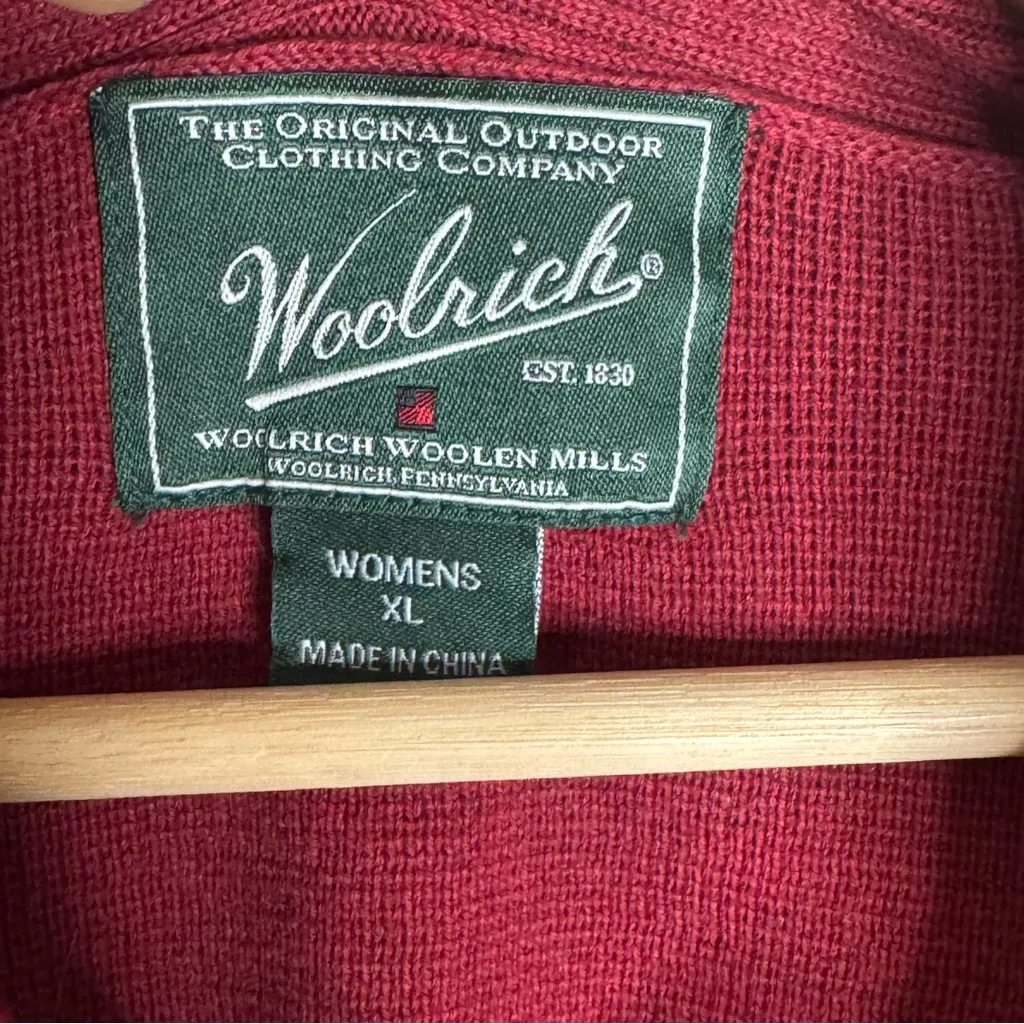 THE ORIGINAL OUTDOOR
CLOTHING COMPANY
Woolrich®
EST. 1830
WOOLRICH WOOLEN MILLS
WOOLRICH, PENNSYLVANIA
WOMENS
XL
MADE IN CHINA